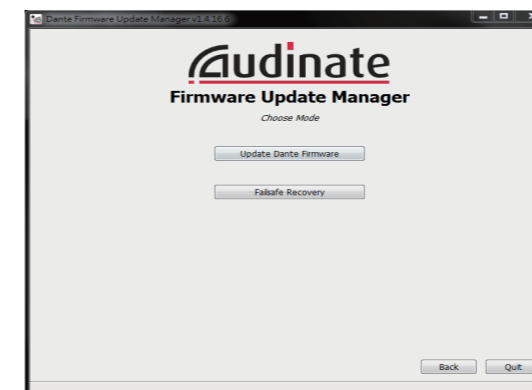 Dante Firmware Update Manager v1.4.16.6
Audinate
Firmware Update Manager
Choose Mode
Update Dante Firmware
Failsafe Recovery
Back Quit